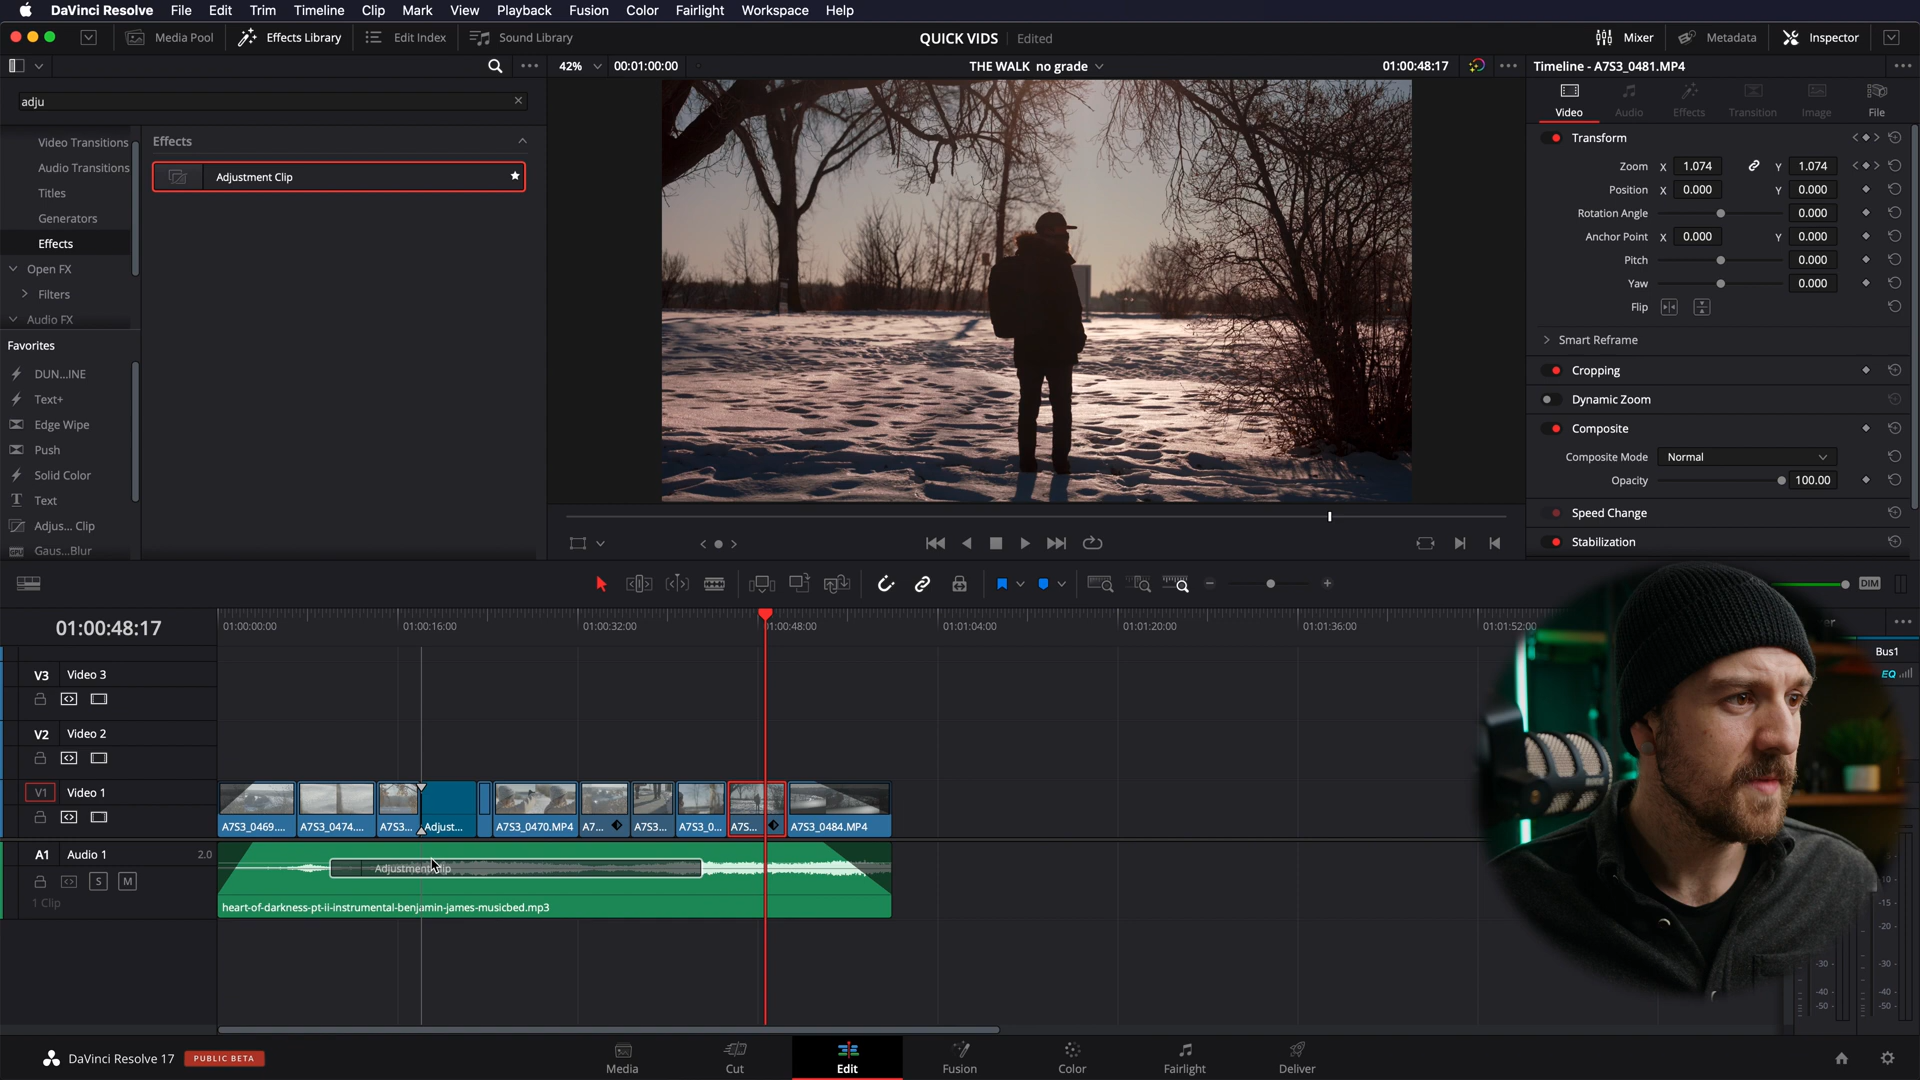 DaVinci Resolve File Edit Trim Timeline Clip Mark View Playback Fusion Color Fairlight Workspace Help
Media Pool Effects Library Edit Index Sound Library QUICK VIDS Edited Mixer Metadata Inspector
42% 00:01:00:00 THE WALK no grade 01:00:48:17 Timeline - A7S3_0481.MP4
adju
Video Transitions
Audio Transitions
Titles
Generators
Effects
Open FX
Filters
Audio FX
Favorites
DUN...INE
Text+
Edge Wipe
Push
Solid Color
Text
Adjus... Clip
Gaus...Blur
Effects
Adjustment Clip
Video Audio Effects Transition Image File
Transform
Zoom X 1.074 Y 1.074
Position X 0.000 Y 0.000
Rotation Angle 0.000
Anchor Point X 0.000 Y 0.000
Pitch 0.000
Yaw 0.000
Flip
Smart Reframe
Cropping
Dynamic Zoom
Composite
Composite Mode Normal
Opacity 100.00
Speed Change
Stabilization
DIM
01:00:48:17
01:00:00:00 01:00:16:00 01:00:32:00 01:00:48:00 01:01:04:00 01:01:20:00 01:01:36:00 01:01:52:00
Bus1
EQ
V3 Video 3
V2 Video 2
V1 Video 1
A7S3_0469.... A7S3_0474.... A7S3... Adjust... A7S3_0470.MP4 A7... A7S3... A7S3_0... A7S... A7S3_0484.MP4
A1 Audio 1 2.0
S M
1 Clip
Adjustment Clip
heart-of-darkness-pt-ii-instrumental-benjamin-james-musicbed.mp3
-10
-15
-20
-30 -30
-40 -40
-50 -50
DaVinci Resolve 17 PUBLIC BETA
Media Cut Edit Fusion Color Fairlight Deliver